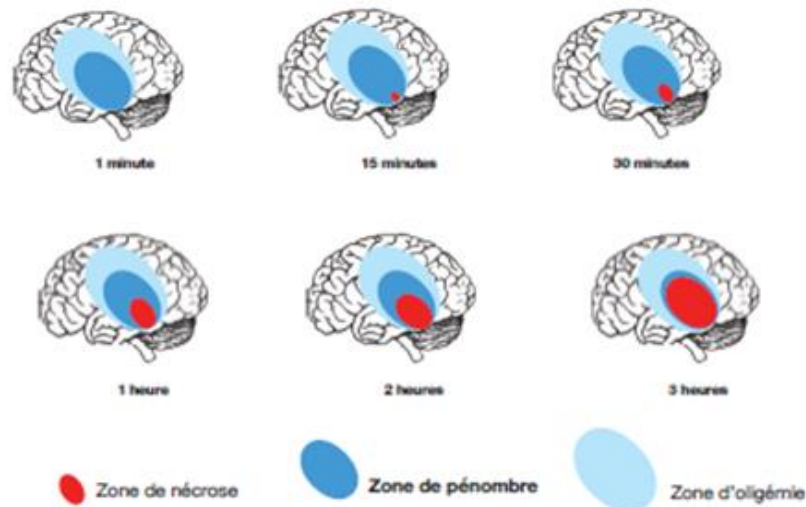 1 minute
15 minutes
30 minutes
1 heure
2 heures
3 heures
Zone de nécrose
Zone de pénombre
Zone d'oligémie